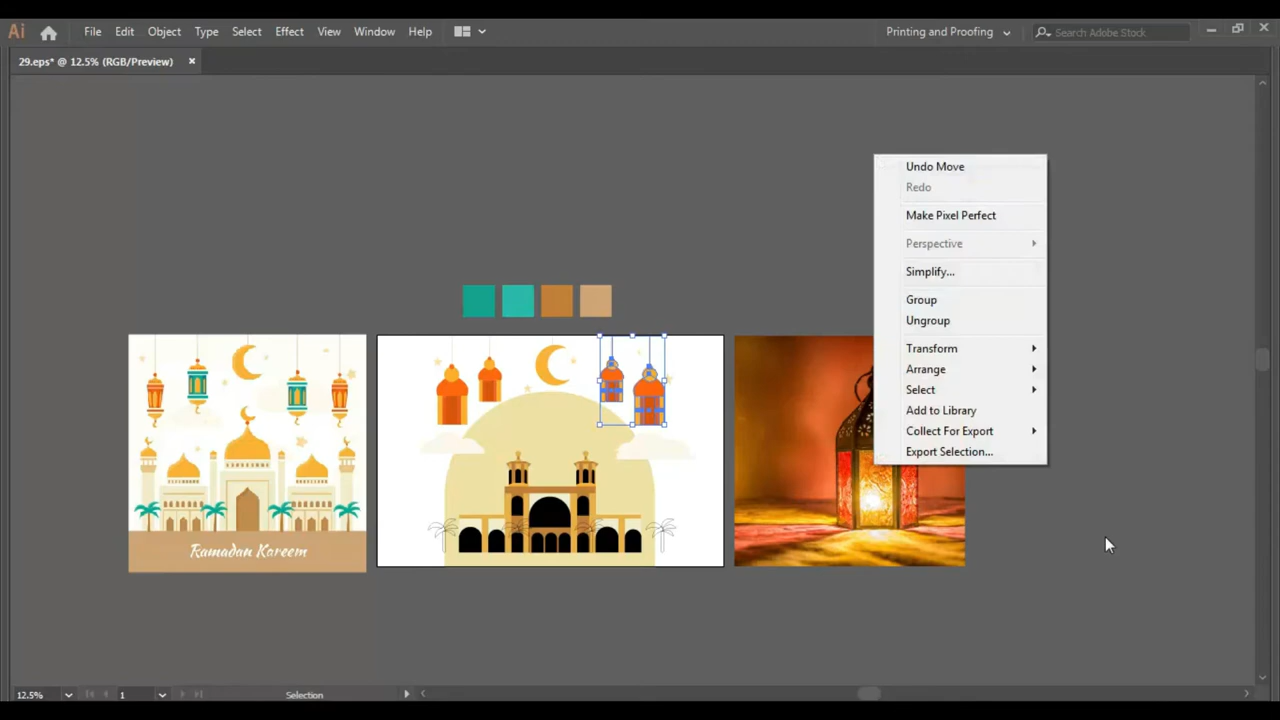 Ai File Edit Object Type Select Effect View Window Help Printing and Proofing Search Adobe Stock
29.eps* @ 12.5% (RGB/Preview)
Undo Move
Redo
Make Pixel Perfect
Perspective
Simplify...
Group
Ungroup
Transform
Arrange
Select
Add to Library
Collect For Export
Export Selection...
Ramadan Kareem
12.5% 1 Selection